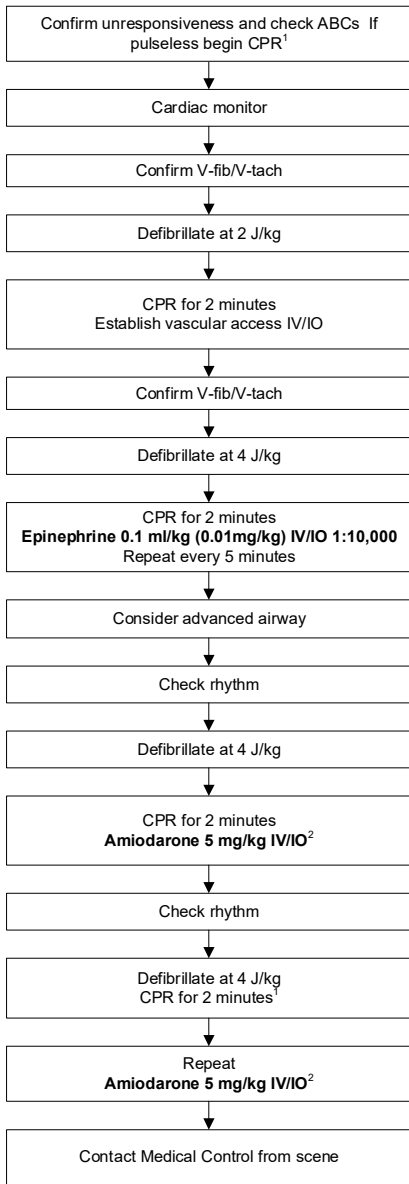 Confirm unresponsiveness and check ABCs  If
pulseless begin CPR¹
Cardiac monitor
Confirm V-fib/V-tach
Defibrillate at 2 J/kg
CPR for 2 minutes
Establish vascular access IV/IO
Confirm V-fib/V-tach
Defibrillate at 4 J/kg
CPR for 2 minutes
Epinephrine 0.1 ml/kg (0.01mg/kg) IV/IO 1:10,000
Repeat every 5 minutes
Consider advanced airway
Check rhythm
Defibrillate at 4 J/kg
CPR for 2 minutes
Amiodarone 5 mg/kg IV/IO²
Check rhythm
Defibrillate at 4 J/kg
CPR for 2 minutes¹
Repeat
Amiodarone 5 mg/kg IV/IO²
Contact Medical Control from scene